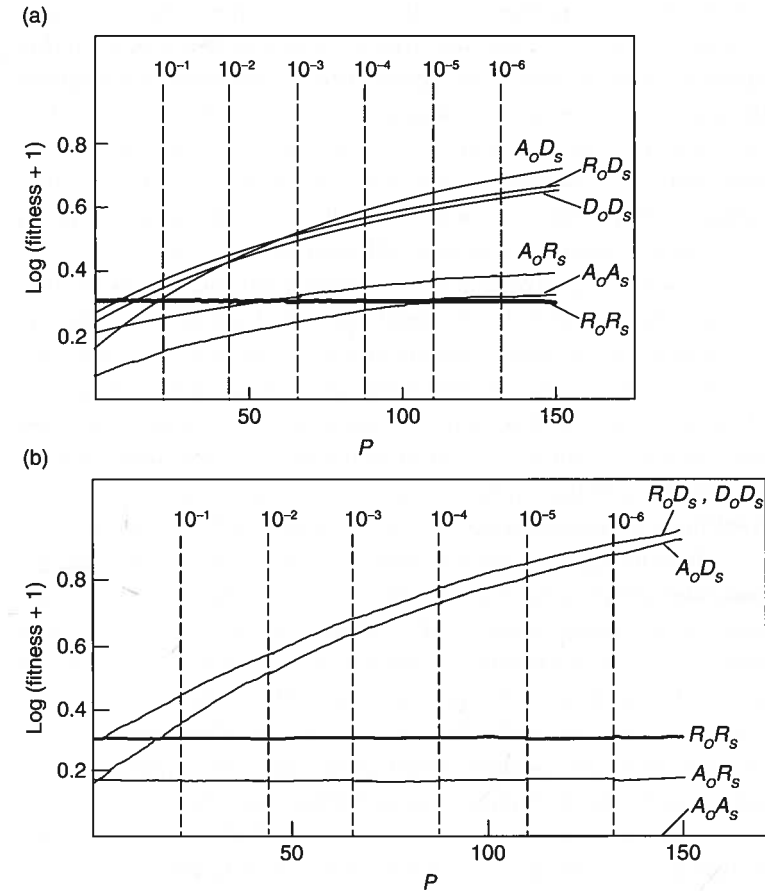 (a)
10⁻¹ 10⁻² 10⁻³ 10⁻⁴ 10⁻⁵ 10⁻⁶
0.8
0.6
0.4
0.2
Log (fitness + 1)
AₒDₛ
RₒDₛ
DₒDₛ
AₒRₛ
AₒAₛ
RₒRₛ
50 100 150
P
(b)
10⁻¹ 10⁻² 10⁻³ 10⁻⁴ 10⁻⁵ 10⁻⁶
0.8
0.6
0.4
0.2
Log (fitness + 1)
RₒDₛ , DₒDₛ
AₒDₛ
RₒRₛ
AₒRₛ
AₒAₛ
50 100 150
P